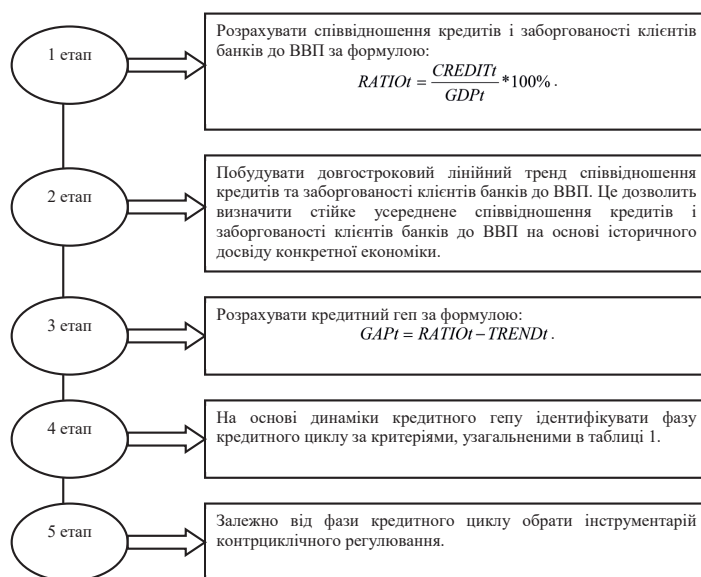 1 етап
Розрахувати співвідношення кредитів і заборгованості клієнтів
банків до ВВП за формулою:
RATIOt = CREDITt / GDPt *100% .
2 етап
Побудувати довгостроковий лінійний тренд співвідношення
кредитів та заборгованості клієнтів банків до ВВП. Це дозволить
визначити стійке усереднене співвідношення кредитів і
заборгованості клієнтів банків до ВВП на основі історичного
досвіду конкретної економіки.
3 етап
Розрахувати кредитний геп за формулою:
GAPt = RATIOt − TRENDt .
4 етап
На основі динаміки кредитного гепу ідентифікувати фазу
кредитного циклу за критеріями, узагальненими в таблиці 1.
5 етап
Залежно від фази кредитного циклу обрати інструментарій
контрциклічного регулювання.